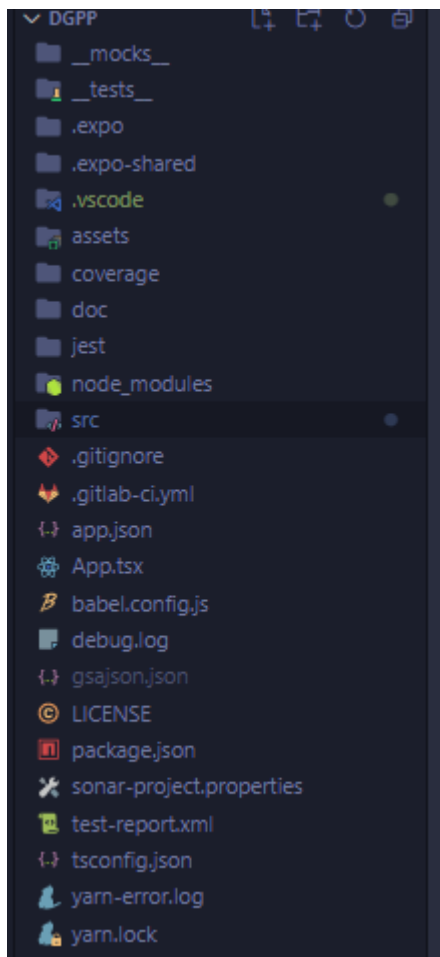 DGPP
__mocks__
__tests__
.expo
.expo-shared
.vscode
assets
coverage
doc
jest
node_modules
src
.gitignore
.gitlab-ci.yml
app.json
App.tsx
babel.config.js
debug.log
gsajson.json
LICENSE
package.json
sonar-project.properties
test-report.xml
tsconfig.json
yarn-error.log
yarn.lock